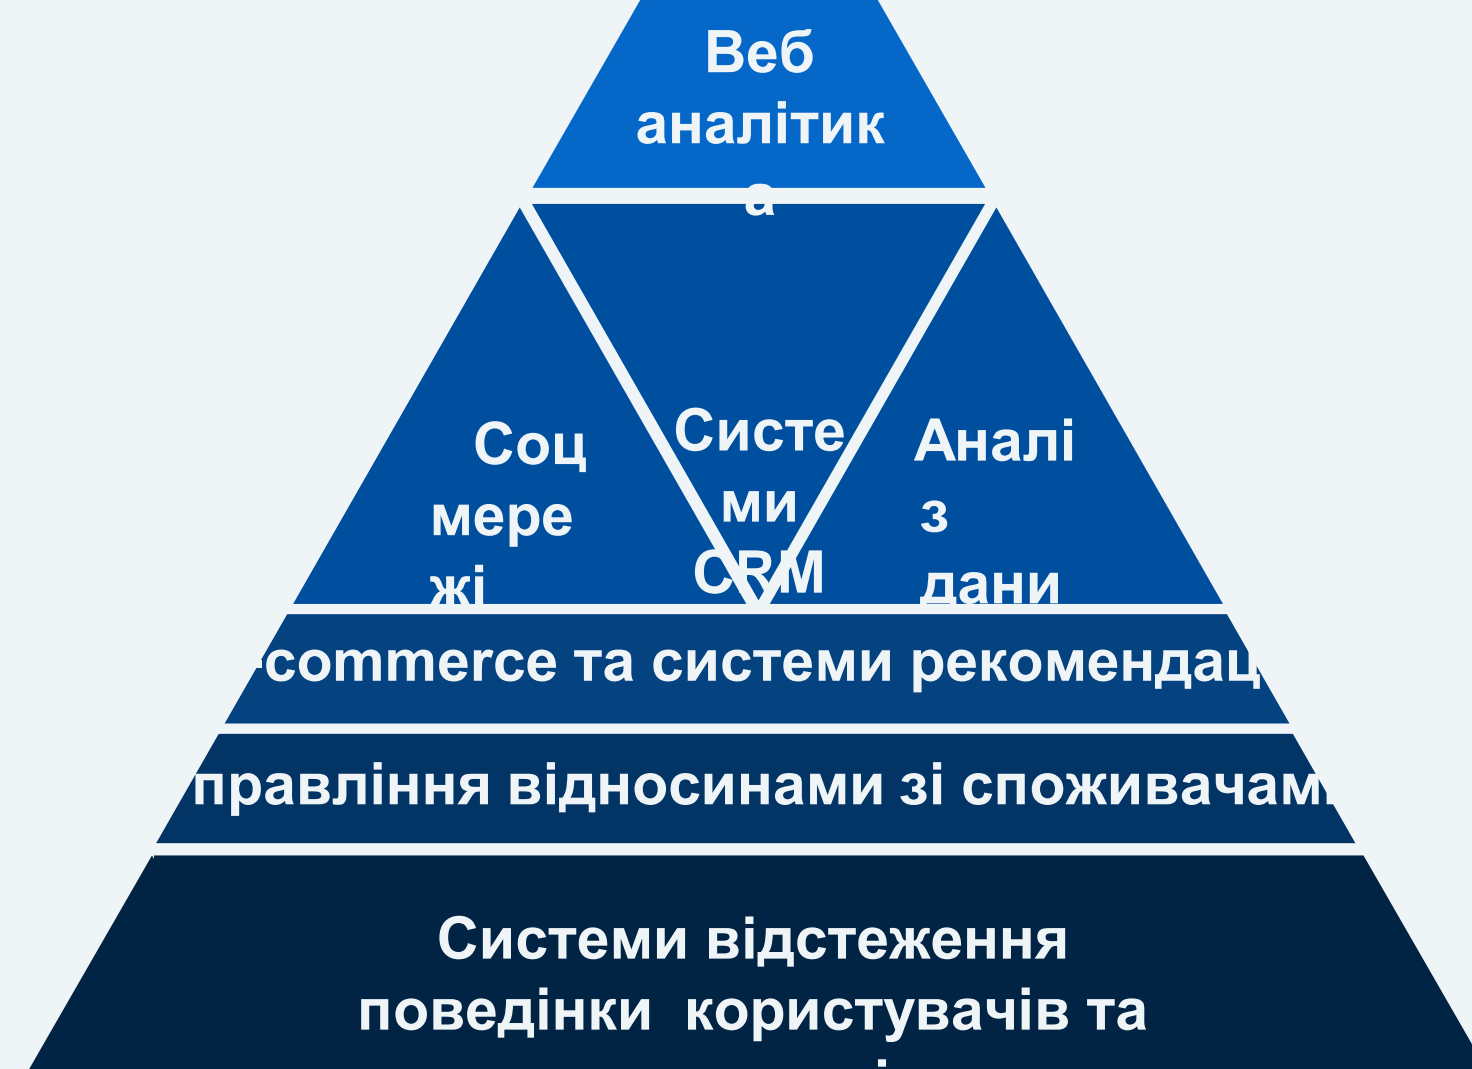 Веб
аналітик
а
Соц
мере
жі
Систе
ми
CRM
Аналі
з
дани
-commerce та системи рекомендац
правління відносинами зі споживачам
Системи відстеження
поведінки користувачів та